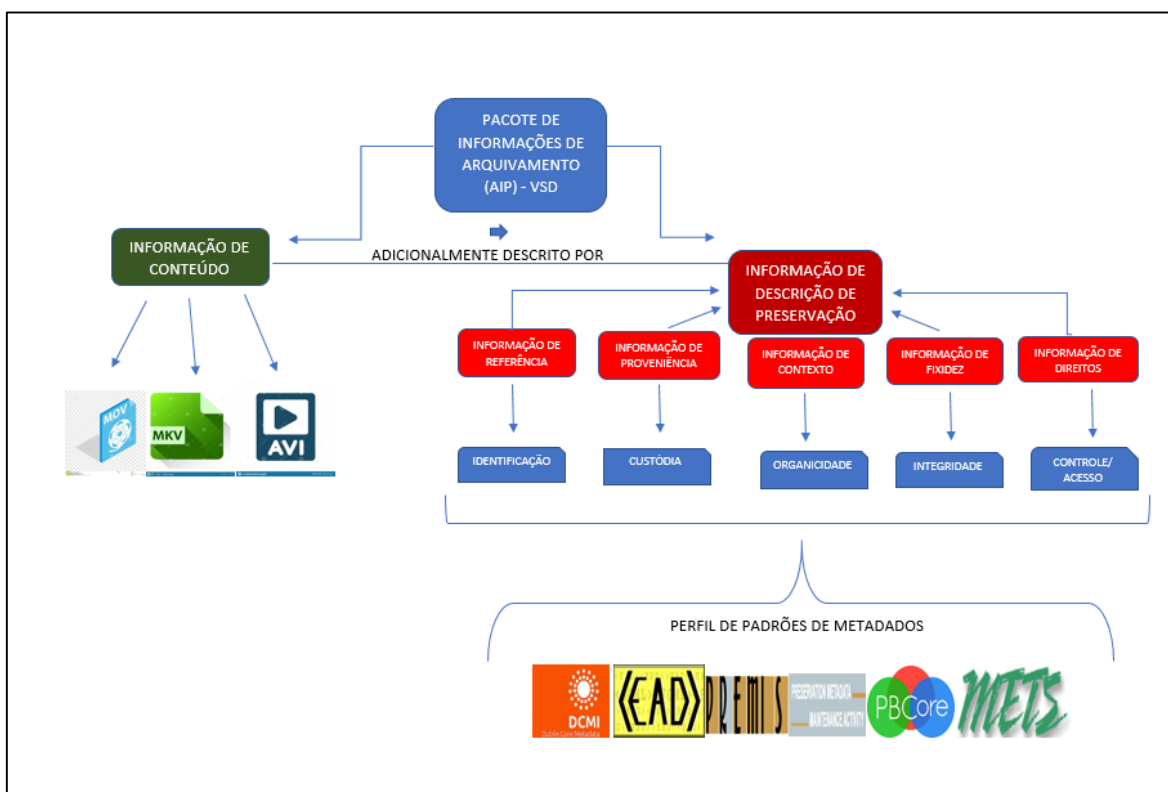 PACOTE DE
INFORMAÇÕES DE
ARQUIVAMENTO
(AIP) - VSD
INFORMAÇÃO DE
CONTEÚDO
ADICIONALMENTE DESCRITO POR
INFORMAÇÃO DE
DESCRIÇÃO DE
PRESERVAÇÃO
INFORMAÇÃO DE
REFERÊNCIA
INFORMAÇÃO DE
PROVENIÊNCIA
INFORMAÇÃO DE
CONTEXTO
INFORMAÇÃO DE
FIXIDEZ
INFORMAÇÃO DE
DIREITOS
MOV
MKV
AVI
IDENTIFICAÇÃO
CUSTÓDIA
ORGANICIDADE
INTEGRIDADE
CONTROLE/
ACESSO
PERFIL DE PADRÕES DE METADADOS
DCMI
Dublin Core Metadata
<EAD>
PREMIS
PRESERVATION METADATA
MAINTENANCE ACTIVITY
PBCore
METS